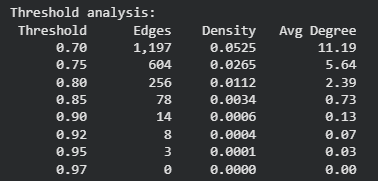 Threshold analysis:
Threshold Edges Density Avg Degree
0.70 1,197 0.0525 11.19
0.75 604 0.0265 5.64
0.80 256 0.0112 2.39
0.85 78 0.0034 0.73
0.90 14 0.0006 0.13
0.92 8 0.0004 0.07
0.95 3 0.0001 0.03
0.97 0 0.0000 0.00